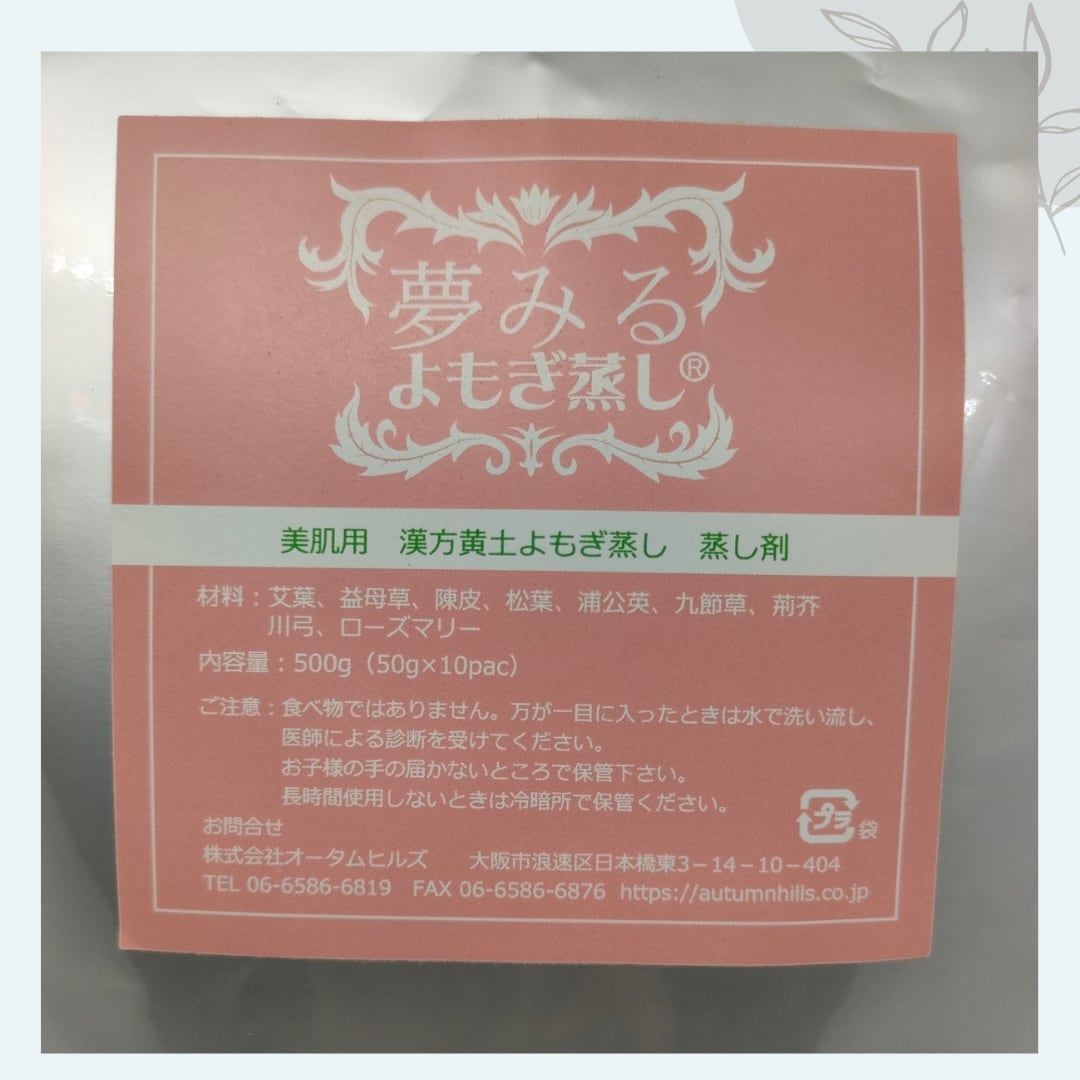 夢みる
よもぎ蒸し®
美肌用　漢方黄土よもぎ蒸し　蒸し剤
材料：艾葉、益母草、陳皮、松葉、浦公英、九節草、荊芥
川弓、ローズマリー
内容量：500g（50g×10pac）
ご注意：食べ物ではありません。万が一目に入ったときは水で洗い流し、
医師による診断を受けてください。
お子様の手の届かないところで保管下さい。
長時間使用しないときは冷暗所で保管ください。
プラ 袋
お問合せ
株式会社オータムヒルズ　　大阪市浪速区日本橋東3－14－10－404
TEL 06-6586-6819　FAX 06-6586-6876　https://autumnhills.co.jp